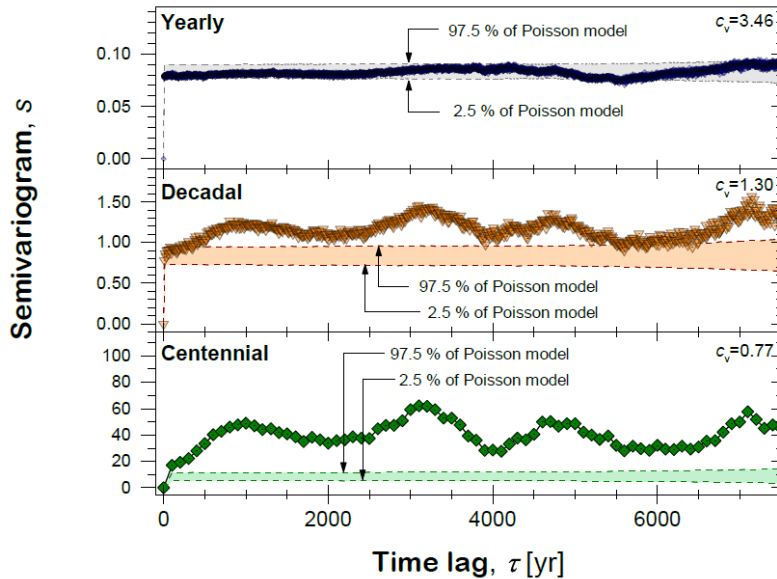 Yearly
97.5 % of Poisson model
cv=3.46
0.10
0.05
2.5 % of Poisson model
0.00
Decadal
cv=1.30
1.50
1.00
0.50
97.5 % of Poisson model
0.00
2.5 % of Poisson model
Centennial
97.5 % of Poisson model
cv=0.77
100
2.5 % of Poisson model
80
60
40
20
0
0
2000
4000
6000
Semivariogram, s
Time lag, τ [yr]